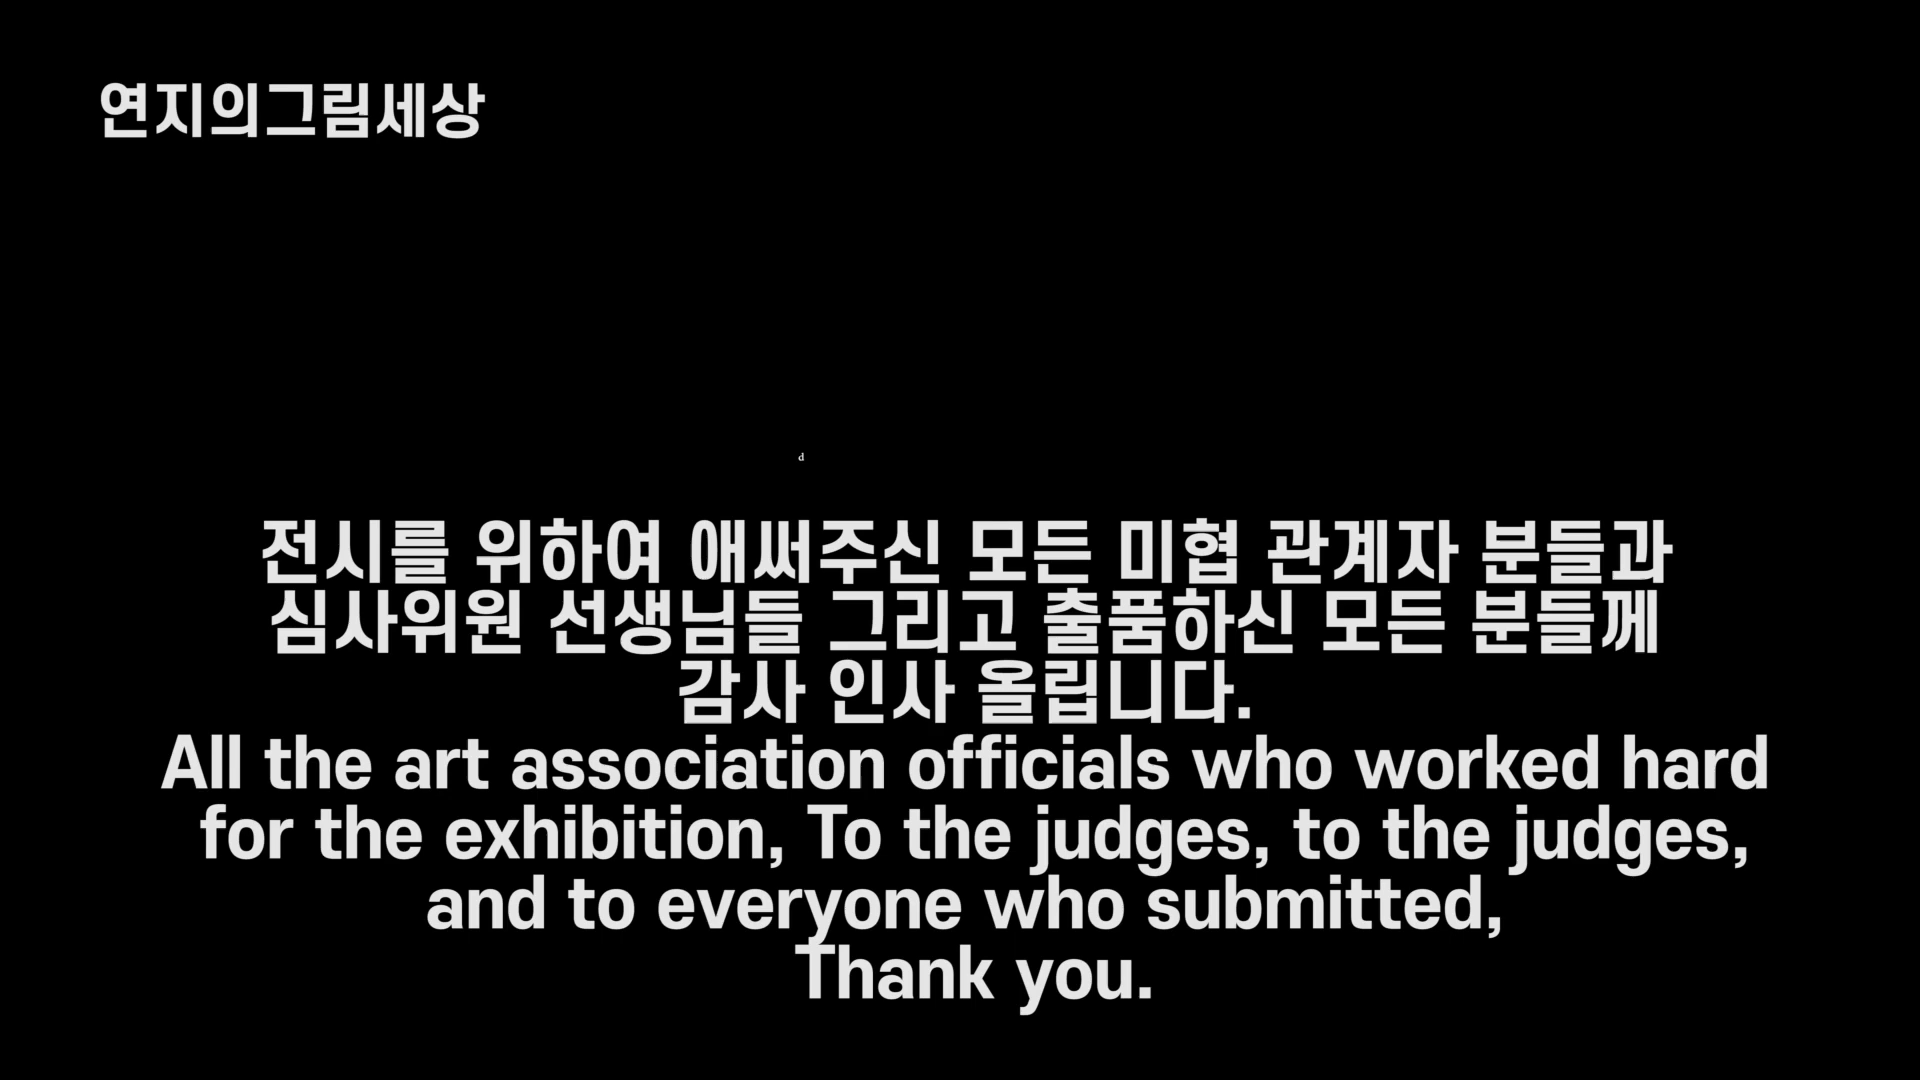 연지의그림세상
d
전시를 위하여 애써주신 모든 미협 관계자 분들과
심사위원 선생님들 그리고 출품하신 모든 분들께
감사 인사 올립니다.
All the art association officials who worked hard
for the exhibition, To the judges, to the judges,
and to everyone who submitted,
Thank you.